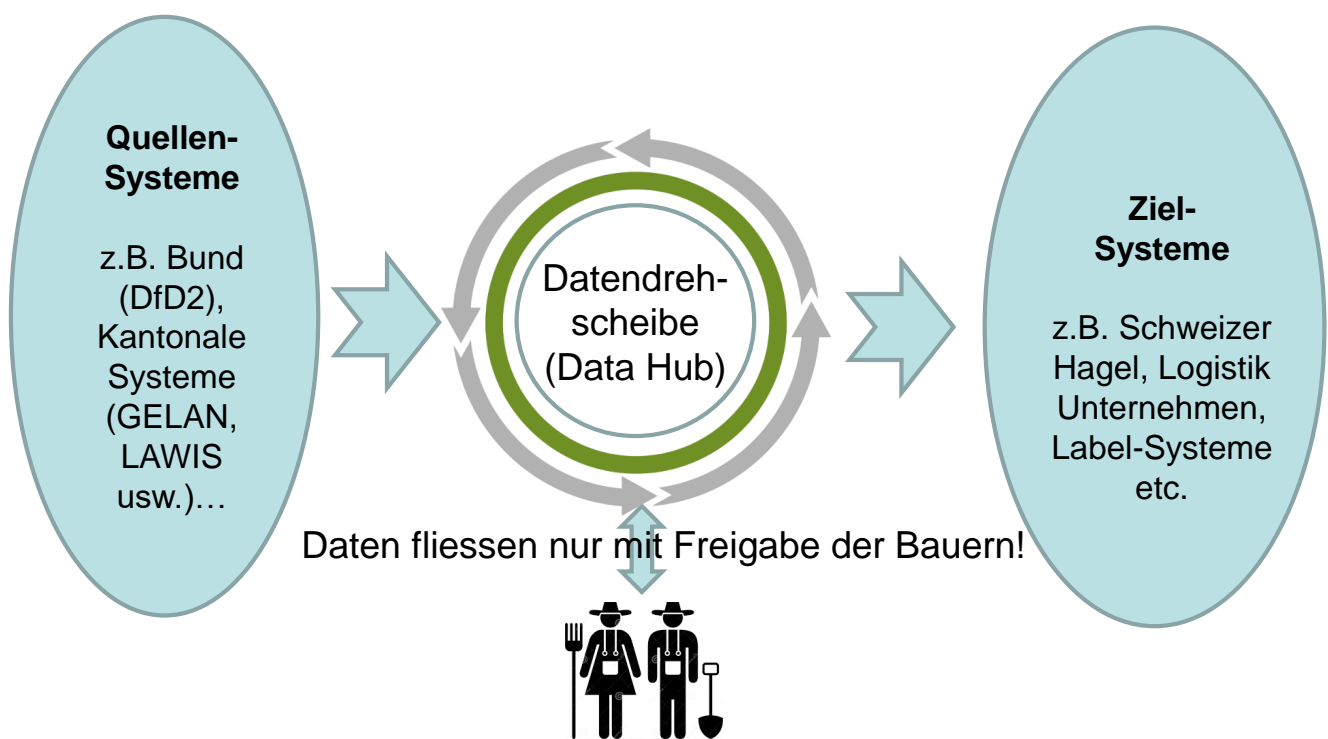 Quellen-
Systeme
z.B. Bund
(DfD2),
Kantonale
Systeme
(GELAN,
LAWIS
usw.)…
Datendreh-
scheibe
(Data Hub)
Ziel-
Systeme
z.B. Schweizer
Hagel, Logistik
Unternehmen,
Label-Systeme
etc.
Daten fliessen nur mit Freigabe der Bauern!